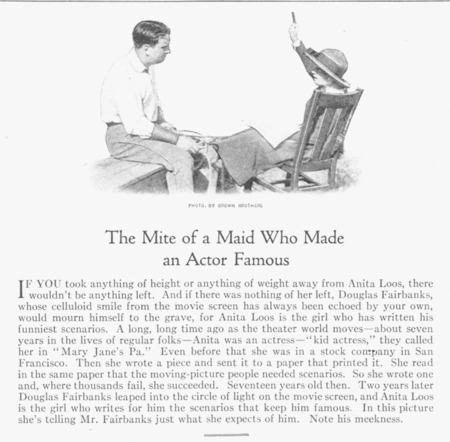 PHOTO. BY BROWN BROTHERS
The Mite of a Maid Who Made
an Actor Famous
IF YOU took anything of height or anything of weight away from Anita Loos, there
wouldn't be anything left. And if there was nothing of her left, Douglas Fairbanks,
whose celluloid smile from the movie screen has always been echoed by your own,
would mourn himself to the grave, for Anita Loos is the girl who has written his
funniest scenarios. A long, long time ago as the theater world moves—about seven
years in the lives of regular folks—Anita was an actress—"kid actress," they called
her in "Mary Jane's Pa." Even before that she was in a stock company in San
Francisco. Then she wrote a piece and sent it to a paper that printed it. She read
in the same paper that the moving-picture people needed scenarios. So she wrote one
and, where thousands fail, she succeeded. Seventeen years old then. Two years later
Douglas Fairbanks leaped into the circle of light on the movie screen, and Anita Loos
is the girl who writes for him the scenarios that keep him famous. In this picture
she's telling Mr. Fairbanks just what she expects of him. Note his meekness.